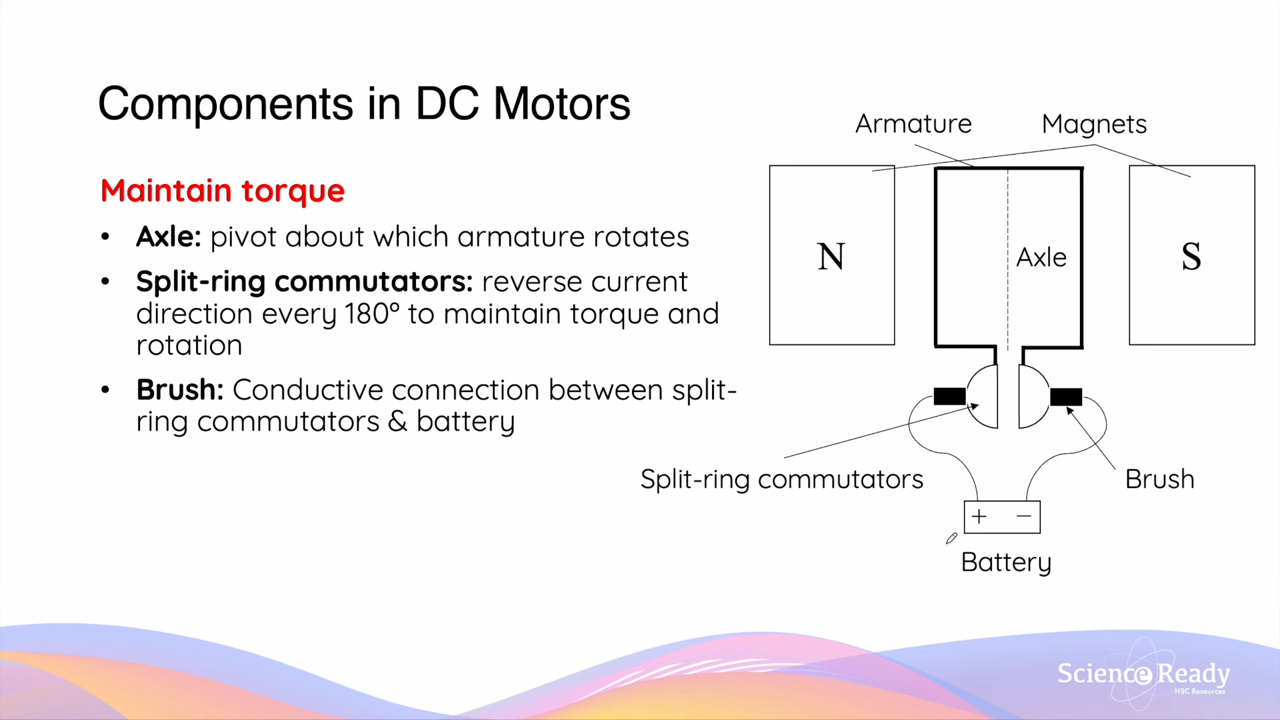 Components in DC Motors
Maintain torque
• Axle: pivot about which armature rotates
• Split-ring commutators: reverse current
direction every 180° to maintain torque and
rotation
• Brush: Conductive connection between split-
ring commutators & battery
Armature
Magnets
N
Axle
S
Split-ring commutators
Brush
+ −
Battery
Science Ready
HSC Resources